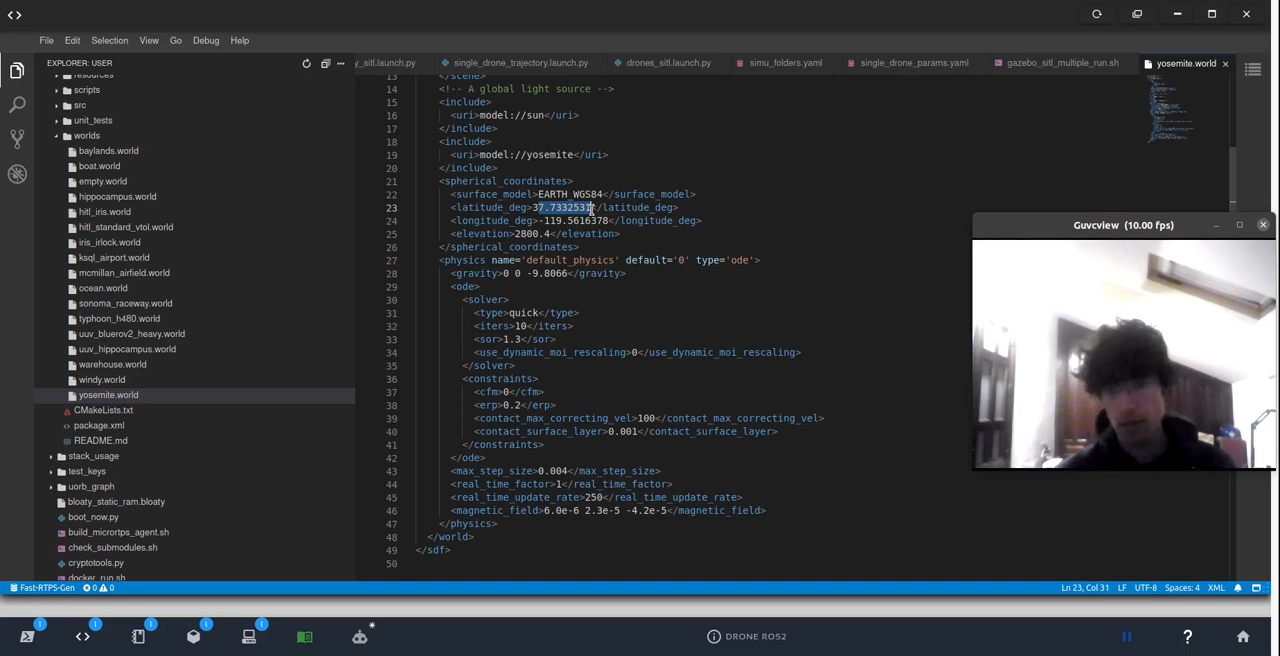 File Edit Selection View Go Debug Help
EXPLORER: USER
y_sitl.launch.py single_drone_trajectory.launch.py drones_sitl.launch.py simu_folders.yaml single_drone_params.yaml gazebo_sitl_multiple_run.sh yosemite.world
resources
scripts
src
unit_tests
worlds
baylands.world
boat.world
empty.world
hippocampus.world
hitl_iris.world
hitl_standard_vtol.world
iris_irlock.world
ksql_airport.world
mcmillan_airfield.world
ocean.world
sonoma_raceway.world
typhoon_h480.world
uuv_bluerov2_heavy.world
uuv_hippocampus.world
warehouse.world
windy.world
yosemite.world
CMakeLists.txt
package.xml
README.md
stack_usage
test_keys
uorb_graph
bloaty_static_ram.bloaty
boot_now.py
build_micrortps_agent.sh
check_submodules.sh
cryptotools.py
docker_run.sh
13 </scene>
14 <!-- A global light source -->
15 <include>
16 <uri>model://sun</uri>
17 </include>
18 <include>
19 <uri>model://yosemite</uri>
20 </include>
21 <spherical_coordinates>
22 <surface_model>EARTH_WGS84</surface_model>
23 <latitude_deg>37.7332531</latitude_deg>
24 <longitude_deg>-119.5616378</longitude_deg>
25 <elevation>2800.4</elevation>
26 </spherical_coordinates>
27 <physics name='default_physics' default='0' type='ode'>
28 <gravity>0 0 -9.8066</gravity>
29 <ode>
30 <solver>
31 <type>quick</type>
32 <iters>10</iters>
33 <sor>1.3</sor>
34 <use_dynamic_moi_rescaling>0</use_dynamic_moi_rescaling>
35 </solver>
36 <constraints>
37 <cfm>0</cfm>
38 <erp>0.2</erp>
39 <contact_max_correcting_vel>100</contact_max_correcting_vel>
40 <contact_surface_layer>0.001</contact_surface_layer>
41 </constraints>
42 </ode>
43 <max_step_size>0.004</max_step_size>
44 <real_time_factor>1</real_time_factor>
45 <real_time_update_rate>250</real_time_update_rate>
46 <magnetic_field>6.0e-6 2.3e-5 -4.2e-5</magnetic_field>
47 </physics>
48 </world>
49 </sdf>
50
Guvcview (10.00 fps)
Fast-RTPS-Gen 0 0 Ln 23, Col 31 LF UTF-8 Spaces: 4 XML
DRONE ROS2